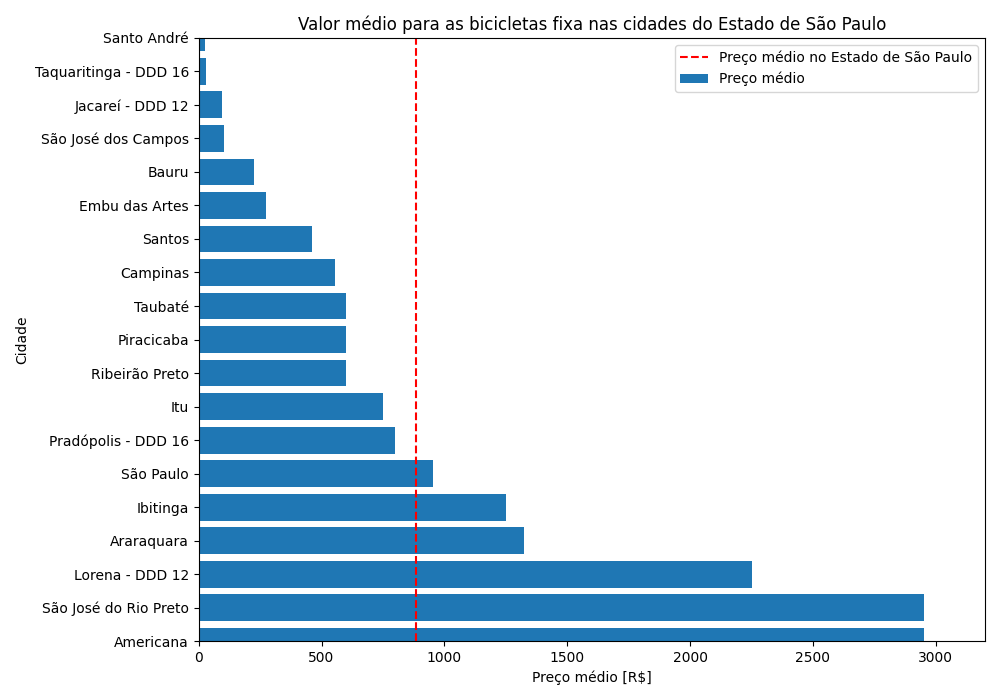 Valor médio para as bicicletas fixa nas cidades do Estado de São Paulo
Preço médio no Estado de São Paulo
Preço médio
Cidade
Santo André
Taquaritinga - DDD 16
Jacareí - DDD 12
São José dos Campos
Bauru
Embu das Artes
Santos
Campinas
Taubaté
Piracicaba
Ribeirão Preto
Itu
Pradópolis - DDD 16
São Paulo
Ibitinga
Araraquara
Lorena - DDD 12
São José do Rio Preto
Americana
0 500 1000 1500 2000 2500 3000
Preço médio [R$]